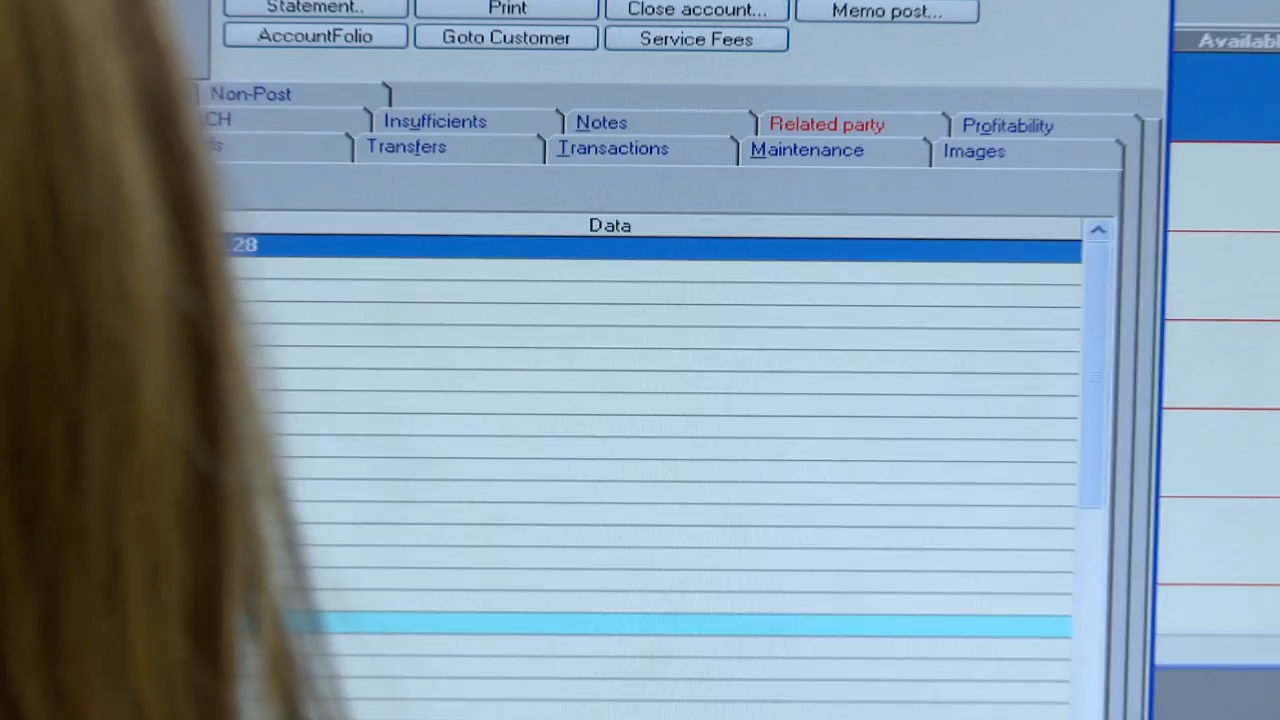 Statement.. Print Close account... Memo post...
AccountFolio Goto Customer Service Fees
Availabl
Non-Post
CH Insufficients Notes Related party Profitability
Transfers Transactions Maintenance Images
Data
.28